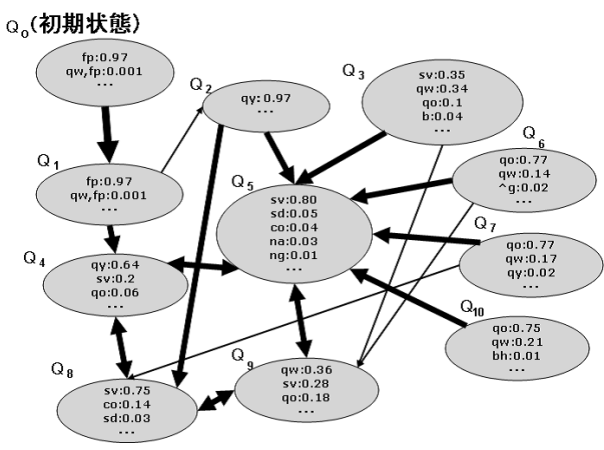 Q0(初期状態)
fp:0.97
qw,fp:0.001
...
Q2
qy:0.97
...
Q3
sv:0.35
qw:0.34
qo:0.1
b:0.04
...
Q6
qo:0.77
qw:0.14
^g:0.02
...
Q1
fp:0.97
qw,fp:0.001
...
Q5
sv:0.80
sd:0.05
co:0.04
na:0.03
ng:0.01
...
Q7
qo:0.77
qw:0.17
qy:0.02
...
Q4
qy:0.64
sv:0.2
qo:0.06
...
Q10
qo:0.75
qw:0.21
bh:0.01
...
Q8
sv:0.75
co:0.14
sd:0.03
...
Q9
qw:0.36
sv:0.28
qo:0.18
...